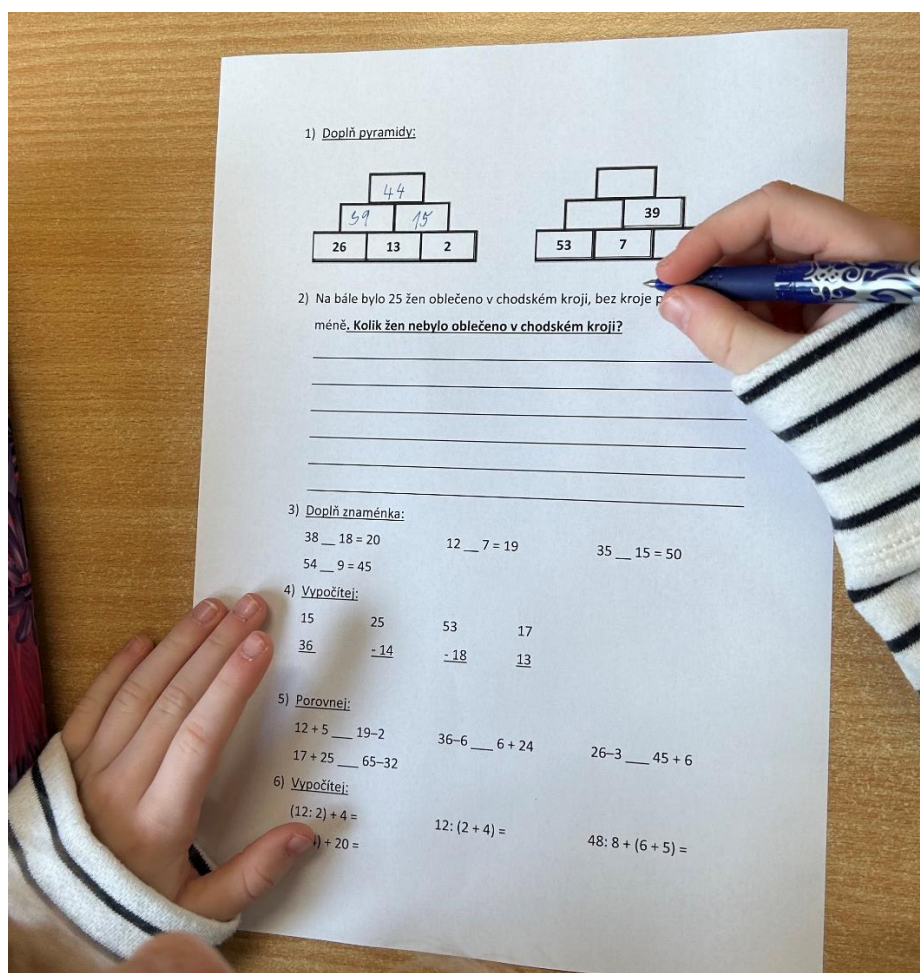 1) Doplň pyramidy:
44
39 15
26 13 2
39
53 7
2) Na bále bylo 25 žen oblečeno v chodském kroji, bez kroje
méně. Kolik žen nebylo oblečeno v chodském kroji?
3) Doplň znaménka:
38 __ 18 = 20 12 __ 7 = 19 35 __ 15 = 50
54 __ 9 = 45
4) Vypočítej:
15 25 53 17
36 - 14 - 18 13
5) Porovnej:
12 + 5 ___ 19–2 36–6 ___ 6 + 24 26–3 ___ 45 + 6
17 + 25 ___ 65–32
6) Vypočítej:
(12: 2) + 4 = 12: (2 + 4) = 48: 8 + (6 + 5) =
) + 20 =